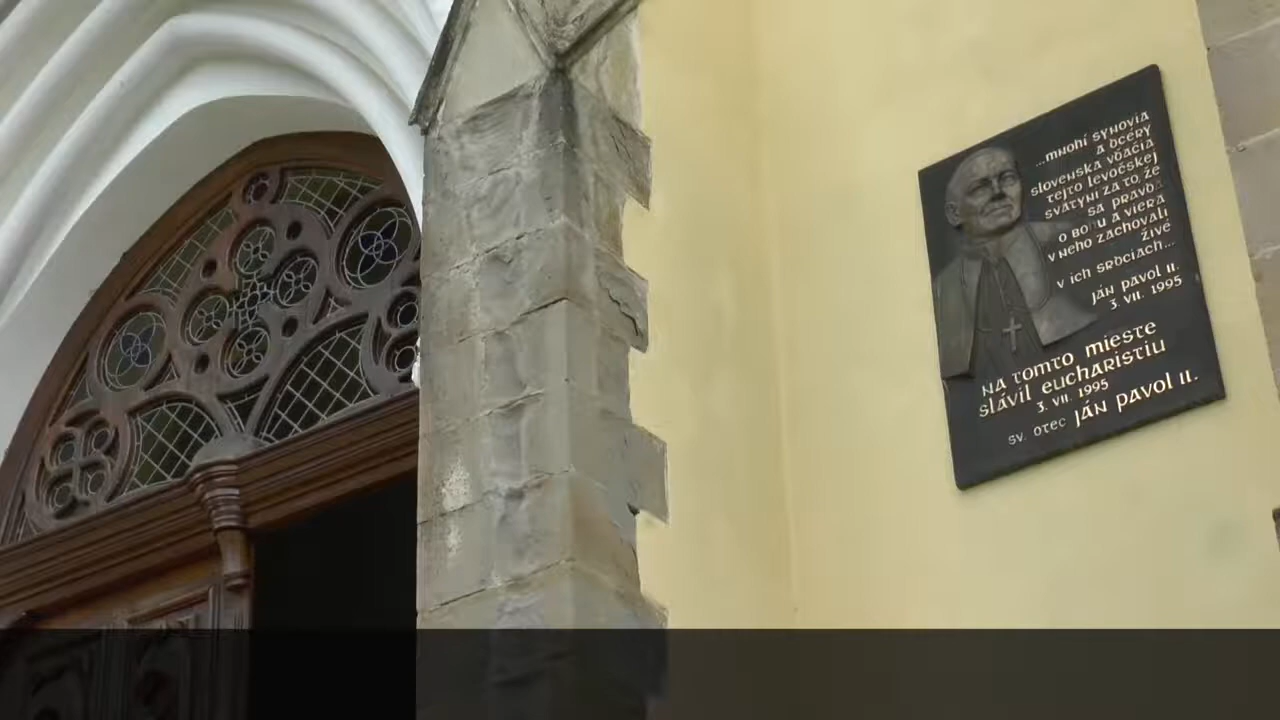 ...mnohí synovia
a dcéry
slovenska vďačia
tejto levočskej
svätyni za to, že
sa pravda
o bohu a viera
v neho zachovali
živé
v ich srdciach...
ján pavol II.
3. VII. 1995
na tomto mieste
slávil eucharistiu
3. VII. 1995
sv. otec ján pavol II.